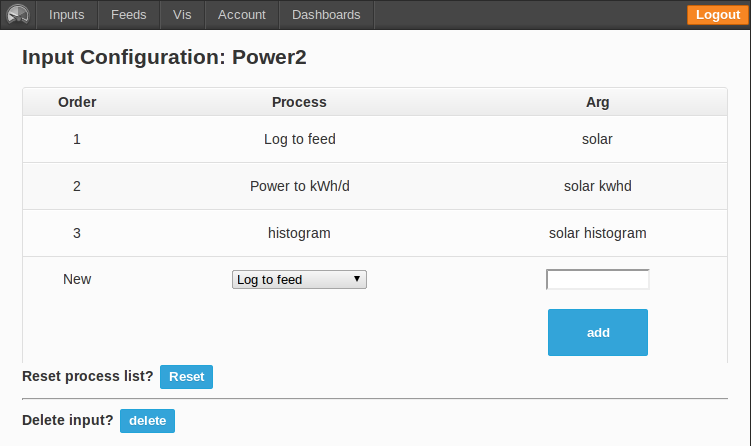 Inputs Feeds Vis Account Dashboards Logout
Input Configuration: Power2
Order Process Arg
1 Log to feed solar
2 Power to kWh/d solar kwhd
3 histogram solar histogram
New Log to feed
add
Reset process list? Reset
Delete input? delete